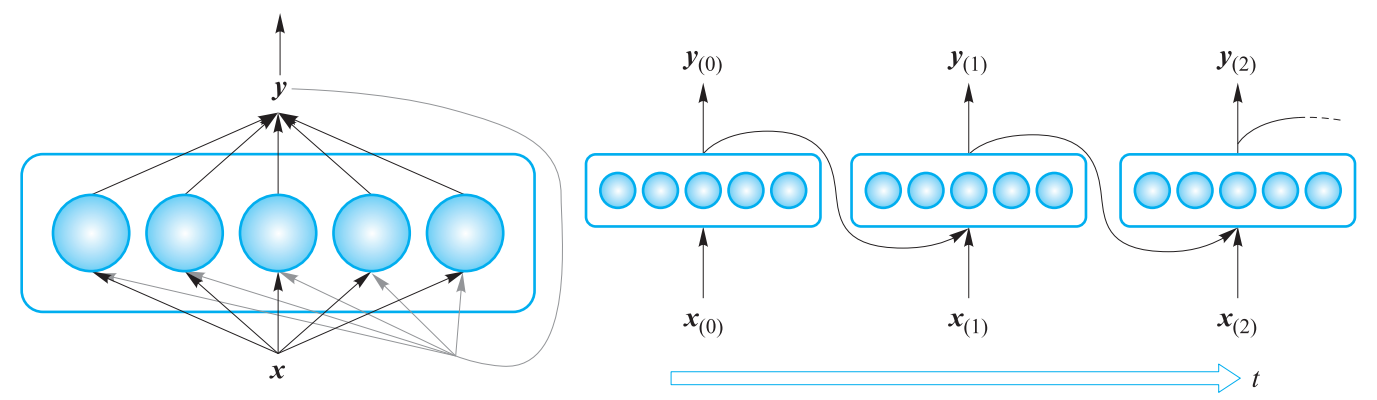 y
x
y(0) y(1) y(2)
x(0) x(1) x(2)
t